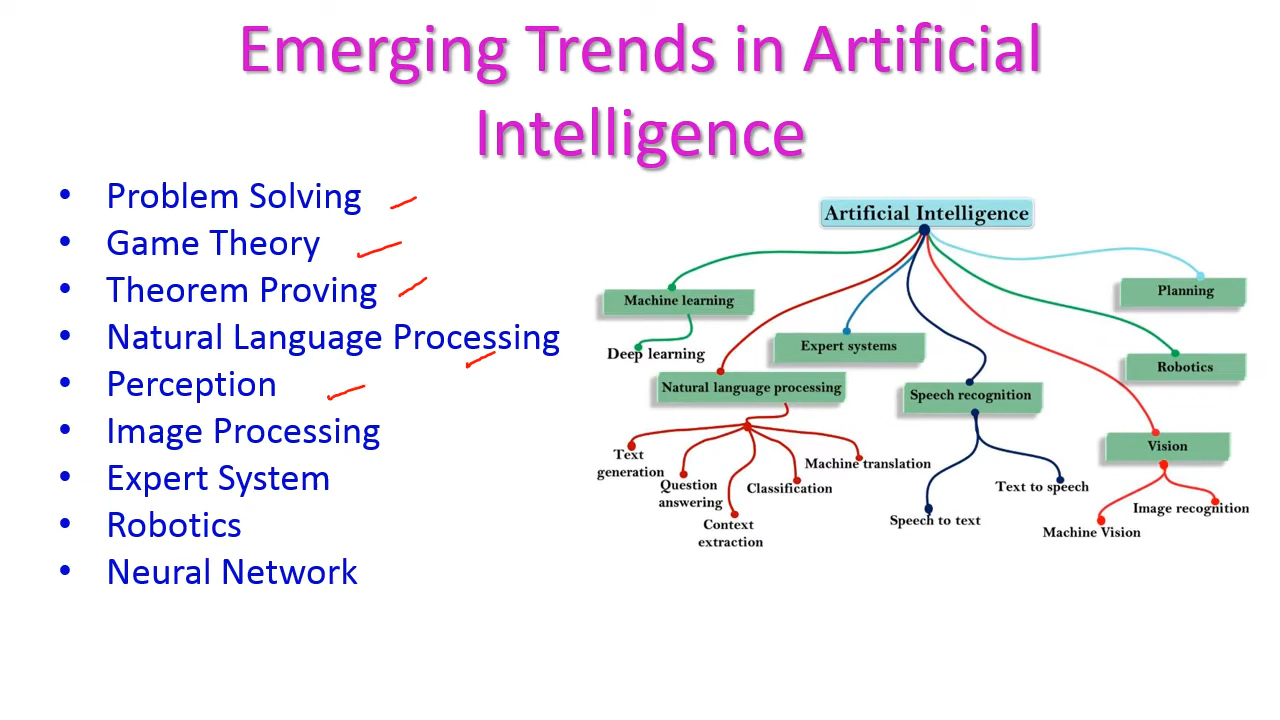 Emerging Trends in Artificial
Intelligence
• Problem Solving
• Game Theory
• Theorem Proving
• Natural Language Processing
• Perception
• Image Processing
• Expert System
• Robotics
• Neural Network
Artificial Intelligence
Machine learning
Deep learning
Natural language processing
Text
generation
Question
answering
Context
extraction
Classification
Machine translation
Expert systems
Speech recognition
Speech to text
Text to speech
Planning
Robotics
Vision
Machine Vision
Image recognition